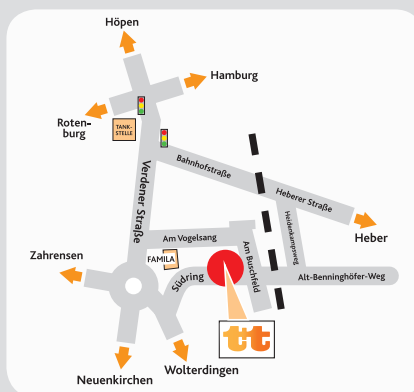 Höpen
Hamburg
Roten-
burg
TANK-
STELLE
Verdener Straße
Bahnhofstraße
Heberer Straße
Heber
Heidenkampsweg
Am Vogelsang
Am Buschfeld
Zahrensen
FAMILA
Südring
Alt-Benninghöfer-Weg
tt
Neuenkirchen
Wolterdingen